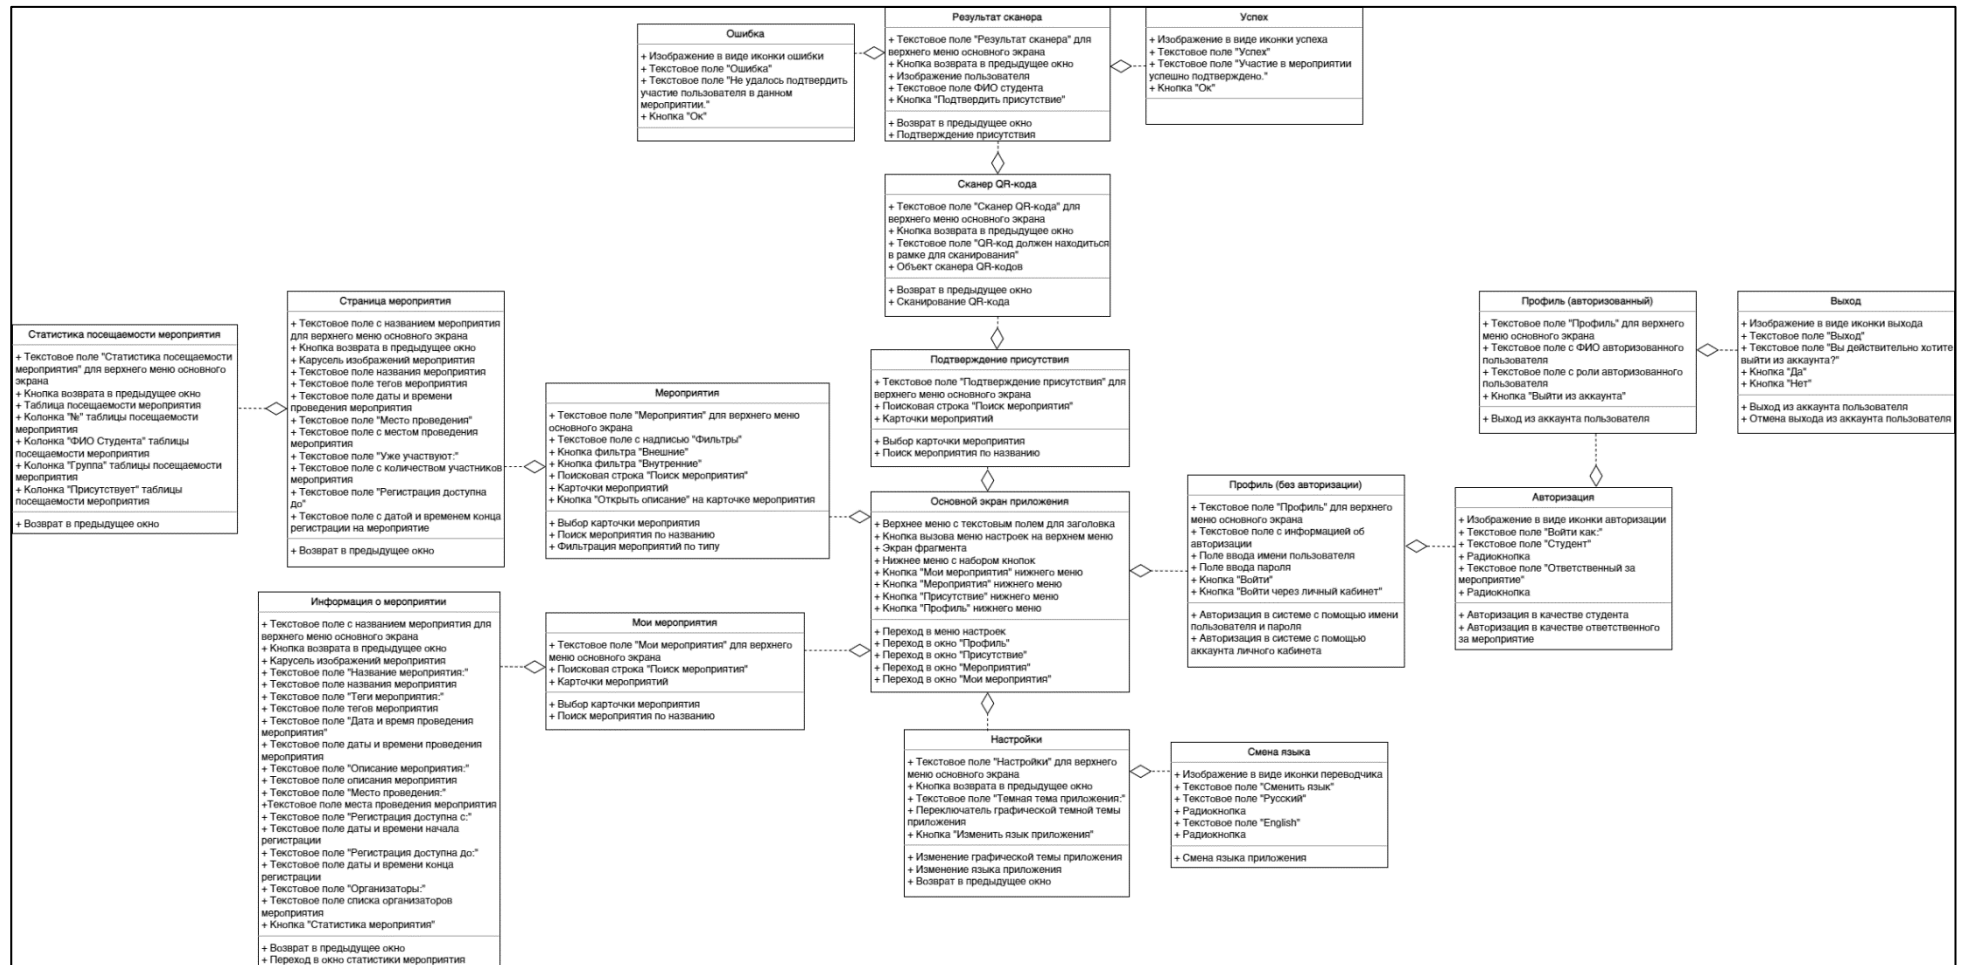 Ошибка
+ Изображение в виде иконки ошибки
+ Текстовое поле "Ошибка"
+ Текстовое поле "Не удалось подтвердить
участие пользователя в данном
мероприятии."
+ Кнопка "Ок"
Результат сканера
+ Текстовое поле "Результат сканера" для
верхнего меню основного экрана
+ Кнопка возврата в предыдущее окно
+ Изображение пользователя
+ Текстовое поле ФИО студента
+ Кнопка "Подтвердить присутствие"
+ Возврат в предыдущее окно
+ Подтверждение присутствия
Успех
+ Изображение в виде иконки успеха
+ Текстовое поле "Успех"
+ Текстовое поле "Участие в мероприятии
успешно подтверждено."
+ Кнопка "Ок"
Сканер QR-кода
+ Текстовое поле "Сканер QR-кода" для
верхнего меню основного экрана
+ Кнопка возврата в предыдущее окно
+ Текстовое поле "QR-код должен находиться
в рамке для сканирования"
+ Объект сканера QR-кодов
+ Возврат в предыдущее окно
+ Сканирование QR-кода
Статистика посещаемости мероприятия
+ Текстовое поле "Статистика посещаемости
мероприятия" для верхнего меню основного
экрана
+ Кнопка возврата в предыдущее окно
+ Таблица посещаемости мероприятия
+ Колонка "№" таблицы посещаемости
мероприятия
+ Колонка "ФИО Студента" таблицы
посещаемости мероприятия
+ Колонка "Группа" таблицы посещаемости
мероприятия
+ Колонка "Присутствует" таблицы
посещаемости мероприятия
+ Возврат в предыдущее окно
Страница мероприятия
+ Текстовое поле с названием мероприятия
для верхнего меню основного экрана
+ Кнопка возврата в предыдущее окно
+ Карусель изображений мероприятия
+ Текстовое поле названия мероприятия
+ Текстовое поле тегов мероприятия
+ Текстовое поле даты и времени
проведения мероприятия
+ Текстовое поле "Место проведения"
+ Текстовое поле с местом проведения
мероприятия
+ Текстовое поле "Уже участвуют:"
+ Текстовое поле с количеством участников
мероприятия
+ Текстовое поле "Регистрация доступна
до"
+ Текстовое поле с датой и временем конца
регистрации на мероприятие
+ Возврат в предыдущее окно
Мероприятия
+ Текстовое поле "Мероприятия" для верхнего меню
основного экрана
+ Текстовое поле с надписью "Фильтры"
+ Кнопка фильтра "Внешние"
+ Кнопка фильтра "Внутренние"
+ Поисковая строка "Поиск мероприятия"
+ Карточки мероприятий
+ Кнопка "Открыть описание" на карточке мероприятия
+ Выбор карточки мероприятия
+ Поиск мероприятия по названию
+ Фильтрация мероприятий по типу
Подтверждение присутствия
+ Текстовое поле "Подтверждение присутствия" для
верхнего меню основного экрана
+ Поисковая строка "Поиск мероприятия"
+ Карточки мероприятий
+ Выбор карточки мероприятия
+ Поиск мероприятия по названию
Профиль (авторизованный)
+ Текстовое поле "Профиль" для верхнего
меню основного экрана
+ Текстовое поле с ФИО авторизованного
пользователя
+ Текстовое поле с роли авторизованного
пользователя
+ Кнопка "Выйти из аккаунта"
+ Выход из аккаунта пользователя
Выход
+ Изображение в виде иконки выхода
+ Текстовое поле "Выход"
+ Текстовое поле "Вы действительно хотите
выйти из аккаунта?"
+ Кнопка "Да"
+ Кнопка "Нет"
+ Выход из аккаунта пользователя
+ Отмена выхода из аккаунта пользователя
Основной экран приложения
+ Верхнее меню с текстовым полем для заголовка
+ Кнопка вызова меню настроек на верхнем меню
+ Экран фрагмента
+ Нижнее меню с набором кнопок
+ Кнопка "Мои мероприятия" нижнего меню
+ Кнопка "Мероприятия" нижнего меню
+ Кнопка "Присутствие" нижнего меню
+ Кнопка "Профиль" нижнего меню
+ Переход в меню настроек
+ Переход в окно "Профиль"
+ Переход в окно "Присутствие"
+ Переход в окно "Мероприятия"
+ Переход в окно "Мои мероприятия"
Профиль (без авторизации)
+ Текстовое поле "Профиль" для верхнего
меню основного экрана
+ Текстовое поле с информацией об
авторизации
+ Поле ввода имени пользователя
+ Поле ввода пароля
+ Кнопка "Войти"
+ Кнопка "Войти через личный кабинет"
+ Авторизация в системе с помощью имени
пользователя и пароля
+ Авторизация в системе с помощью
аккаунта личного кабинета
Авторизация
+ Изображение в виде иконки авторизации
+ Текстовое поле "Войти как:"
+ Текстовое поле "Студент"
+ Радиокнопка
+ Текстовое поле "Ответственный за
мероприятие"
+ Радиокнопка
+ Авторизация в качестве студента
+ Авторизация в качестве ответственного
за мероприятие
Информация о мероприятии
+ Текстовое поле с названием мероприятия для
верхнего меню основного экрана
+ Кнопка возврата в предыдущее окно
+ Карусель изображений мероприятия
+ Текстовое поле "Название мероприятия:"
+ Текстовое поле названия мероприятия
+ Текстовое поле "Теги мероприятия:"
+ Текстовое поле тегов мероприятия
+ Текстовое поле "Дата и время проведения
мероприятия"
+ Текстовое поле даты и времени проведения
мероприятия
+ Текстовое поле "Описание мероприятия:"
+ Текстовое поле описания мероприятия
+ Текстовое поле "Место проведения:"
+Текстовое поле места проведения мероприятия
+ Текстовое поле "Регистрация доступна с:"
+ Текстовое поле даты и времени начала
регистрации
+ Текстовое поле "Регистрация доступна до:"
+ Текстовое поле даты и времени конца
регистрации
+ Текстовое поле "Организаторы:"
+ Текстовое поле списка организаторов
мероприятия
+ Кнопка "Статистика мероприятия"
+ Возврат в предыдущее окно
+ Переход в окно статистики мероприятия
Мои мероприятия
+ Текстовое поле "Мои мероприятия" для верхнего
меню основного экрана
+ Поисковая строка "Поиск мероприятия"
+ Карточки мероприятий
+ Выбор карточки мероприятия
+ Поиск мероприятия по названию
Настройки
+ Текстовое поле "Настройки" для верхнего
меню основного экрана
+ Кнопка возврата в предыдущее окно
+ Текстовое поле "Темная тема приложения:"
+ Переключатель графической темной темы
приложения
+ Кнопка "Изменить язык приложения"
+ Изменение графической темы приложения
+ Изменение языка приложения
+ Возврат в предыдущее окно
Смена языка
+ Изображение в виде иконки переводчика
+ Текстовое поле "Сменить язык"
+ Текстовое поле "Русский"
+ Радиокнопка
+ Текстовое поле "English"
+ Радиокнопка
+ Смена языка приложения